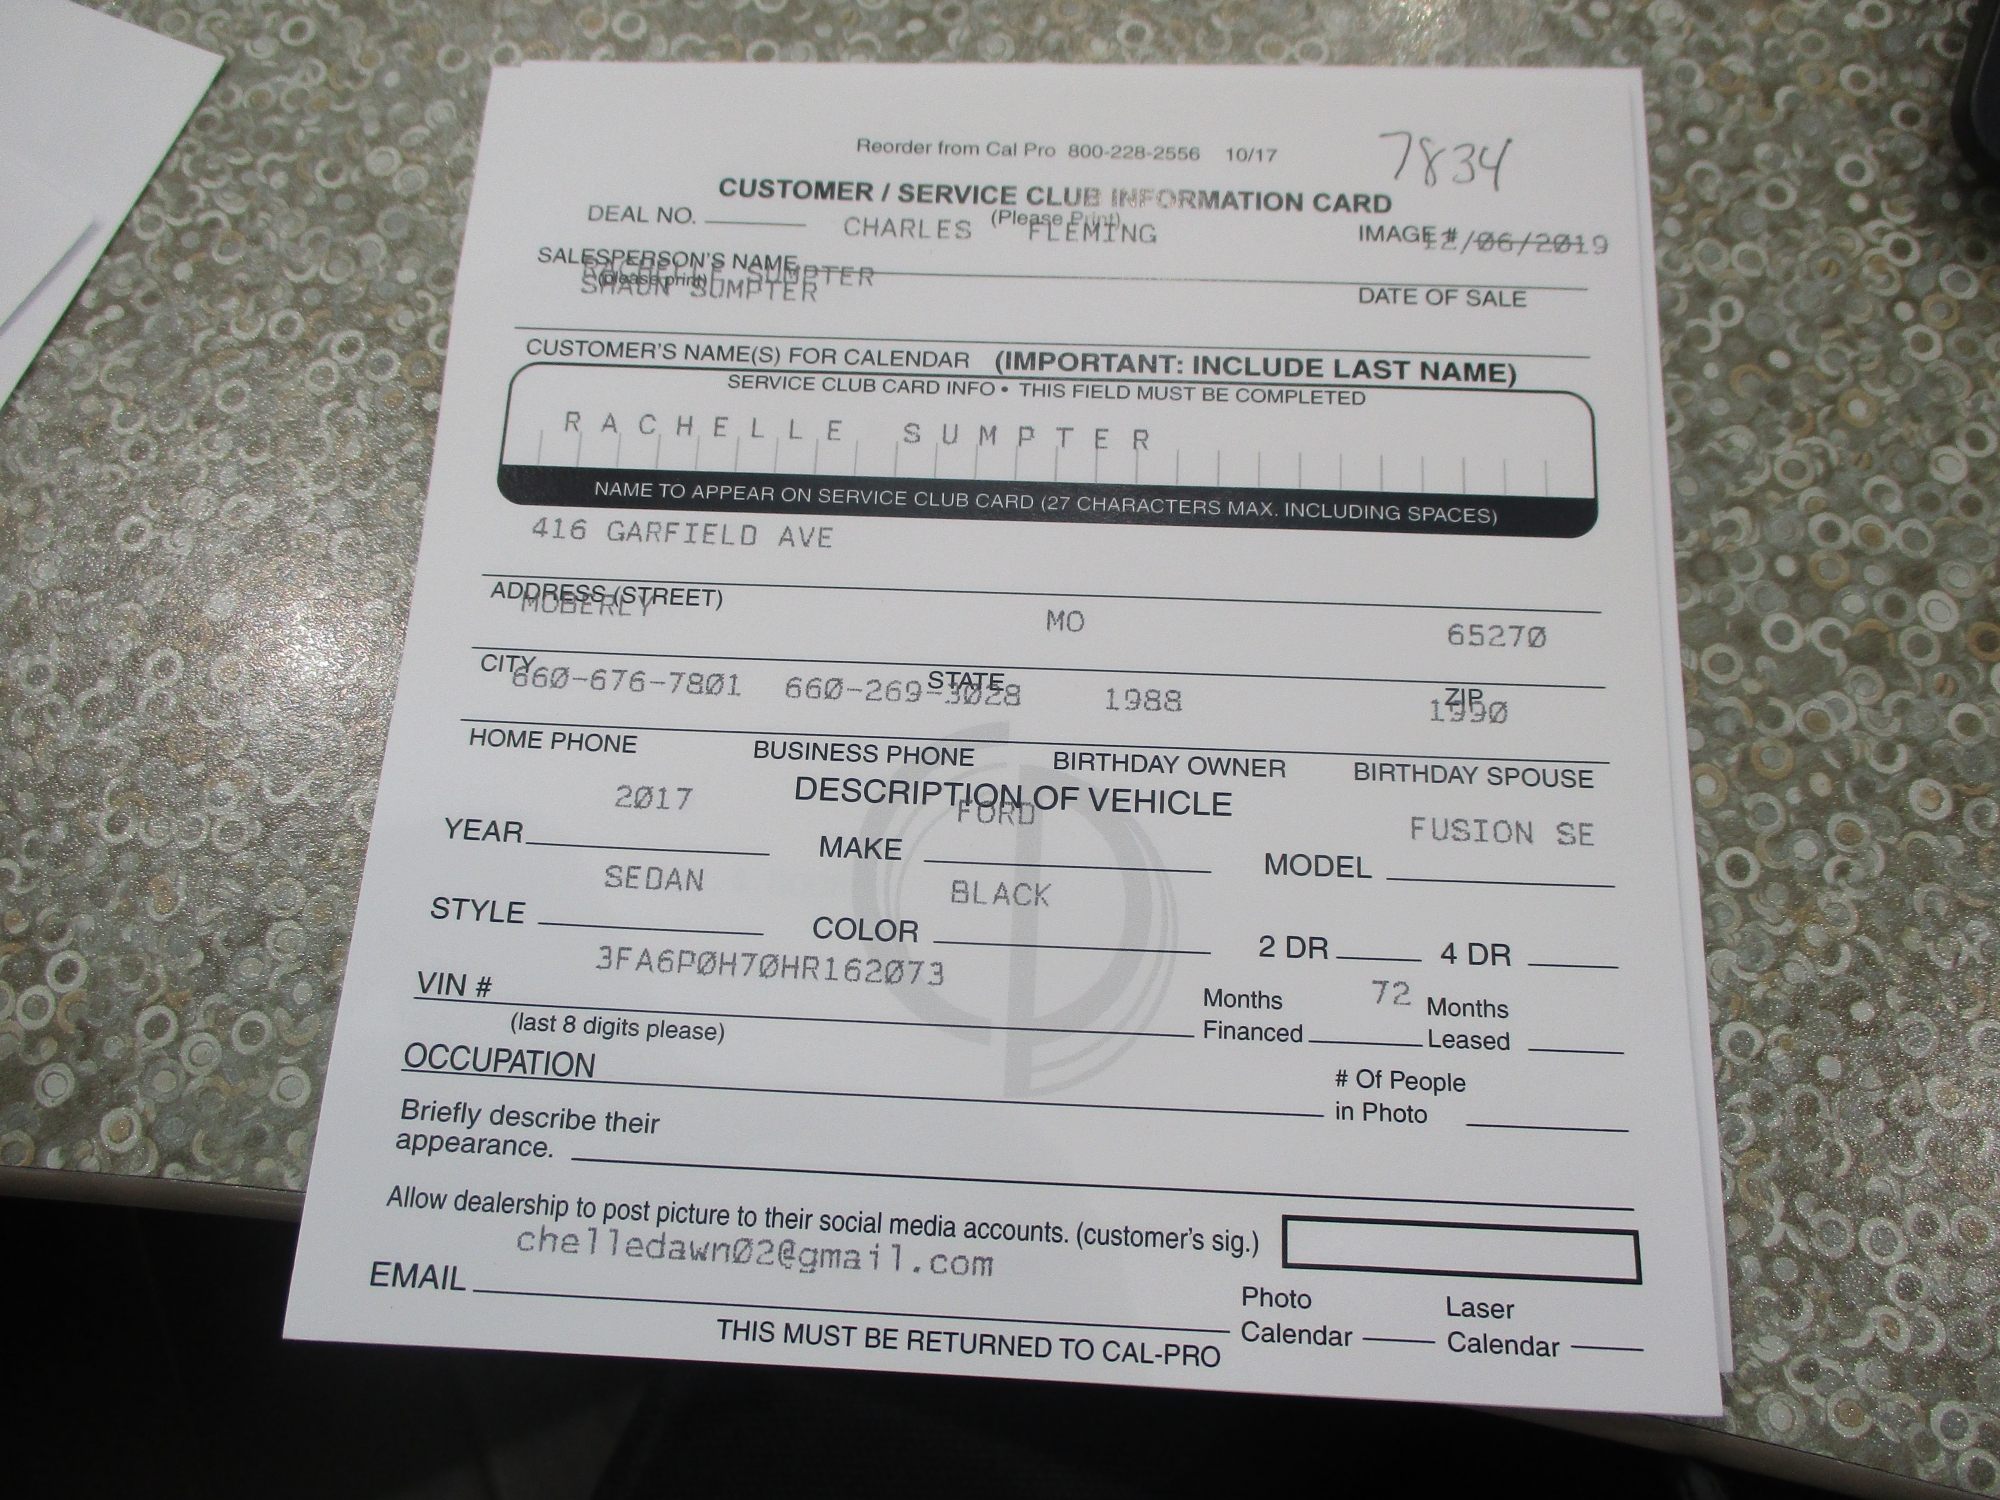 Reorder from Cal Pro 800-228-2556 10/17
7834
CUSTOMER / SERVICE CLUB INFORMATION CARD
(Please Print)
DEAL NO. CHARLES FLEMING IMAGE # 12/06/2019
SALESPERSON'S NAME
(please print)
RACHELLE SUMPTER
SHAUN SUMPTER
DATE OF SALE
CUSTOMER'S NAME(S) FOR CALENDAR (IMPORTANT: INCLUDE LAST NAME)
SERVICE CLUB CARD INFO • THIS FIELD MUST BE COMPLETED
RACHELLE SUMPTER
NAME TO APPEAR ON SERVICE CLUB CARD (27 CHARACTERS MAX. INCLUDING SPACES)
416 GARFIELD AVE
ADDRESS (STREET)
MOBERLY MO 65270
CITY STATE ZIP
660-676-7801 660-269-3028 1988 1990
HOME PHONE BUSINESS PHONE BIRTHDAY OWNER BIRTHDAY SPOUSE
DESCRIPTION OF VEHICLE
2017 FORD FUSION SE
YEAR MAKE MODEL
SEDAN BLACK
STYLE COLOR 2 DR 4 DR
3FA6P0H70HR162073
VIN # Months Financed 72 Months Leased
(last 8 digits please)
OCCUPATION # Of People in Photo
Briefly describe their
appearance.
Allow dealership to post picture to their social media accounts. (customer's sig.)
chelledawn02@gmail.com
EMAIL Photo Calendar Laser Calendar
THIS MUST BE RETURNED TO CAL-PRO